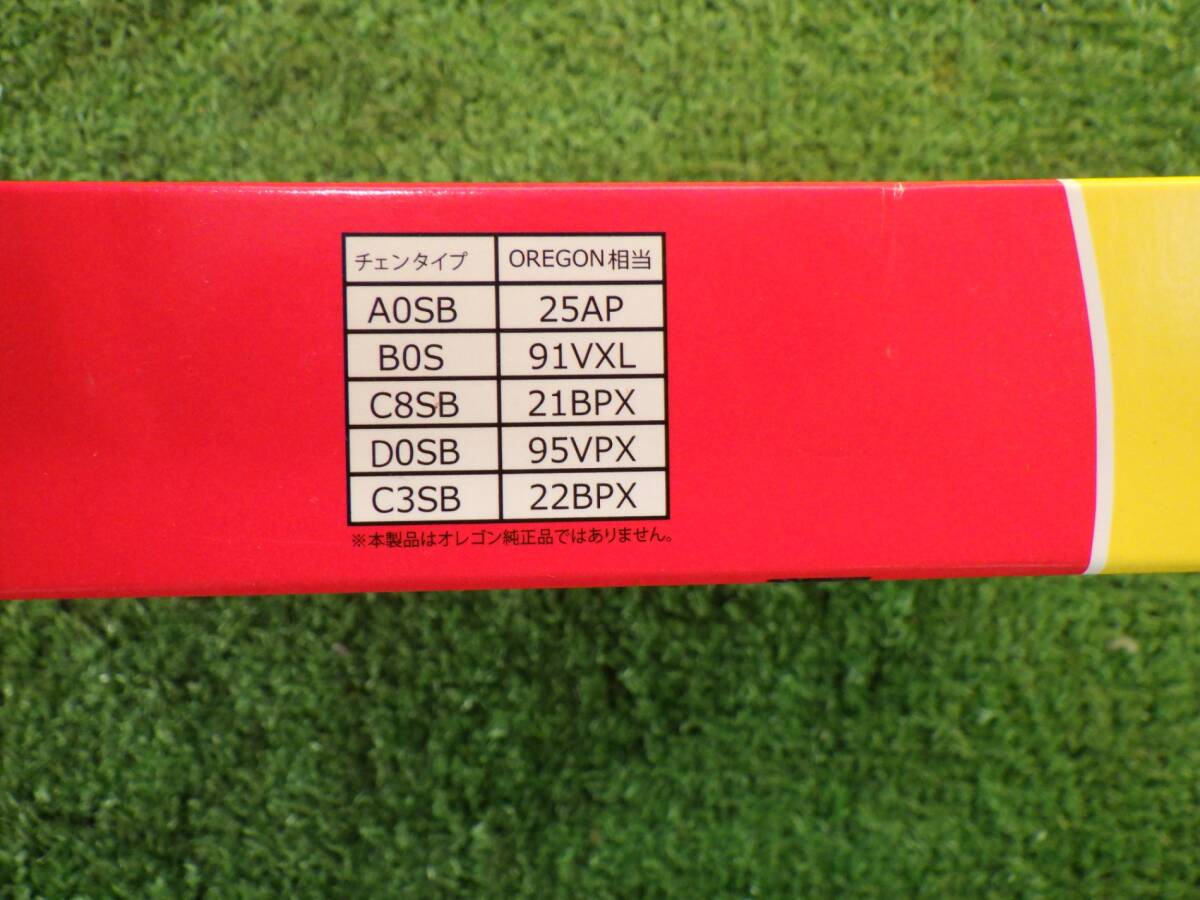 チェンタイプ OREGON相当
A0SB 25AP
B0S 91VXL
C8SB 21BPX
D0SB 95VPX
C3SB 22BPX
※本製品はオレゴン純正品ではありません。